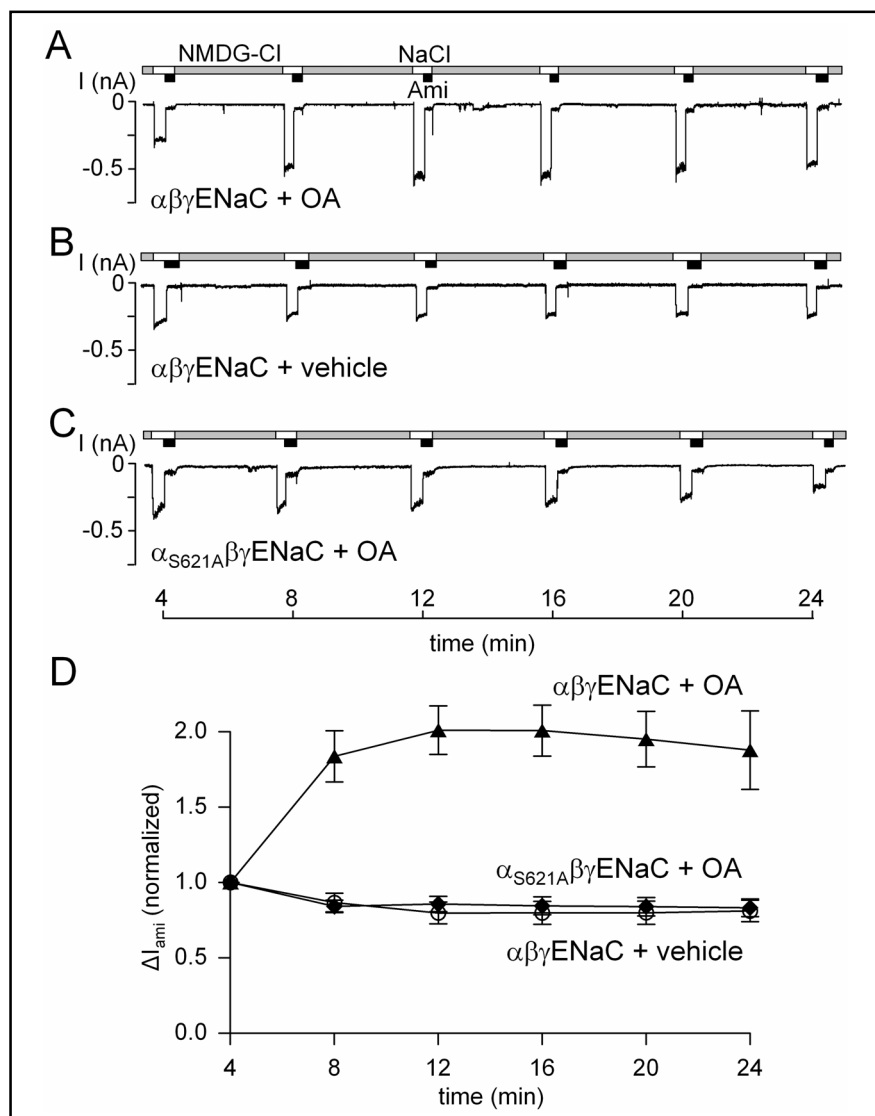 A
NMDG-Cl NaCl
I (nA)
Ami
0
-0.5
αβγENaC + OA
B
I (nA)
0
-0.5
αβγENaC + vehicle
C
I (nA)
0
-0.5
αS621AβγENaC + OA
4 8 12 16 20 24
time (min)
D
αβγENaC + OA
2.0
1.5
αS621AβγENaC + OA
1.0
αβγENaC + vehicle
0.5
0.0
ΔIami (normalized)
4 8 12 16 20 24
time (min)